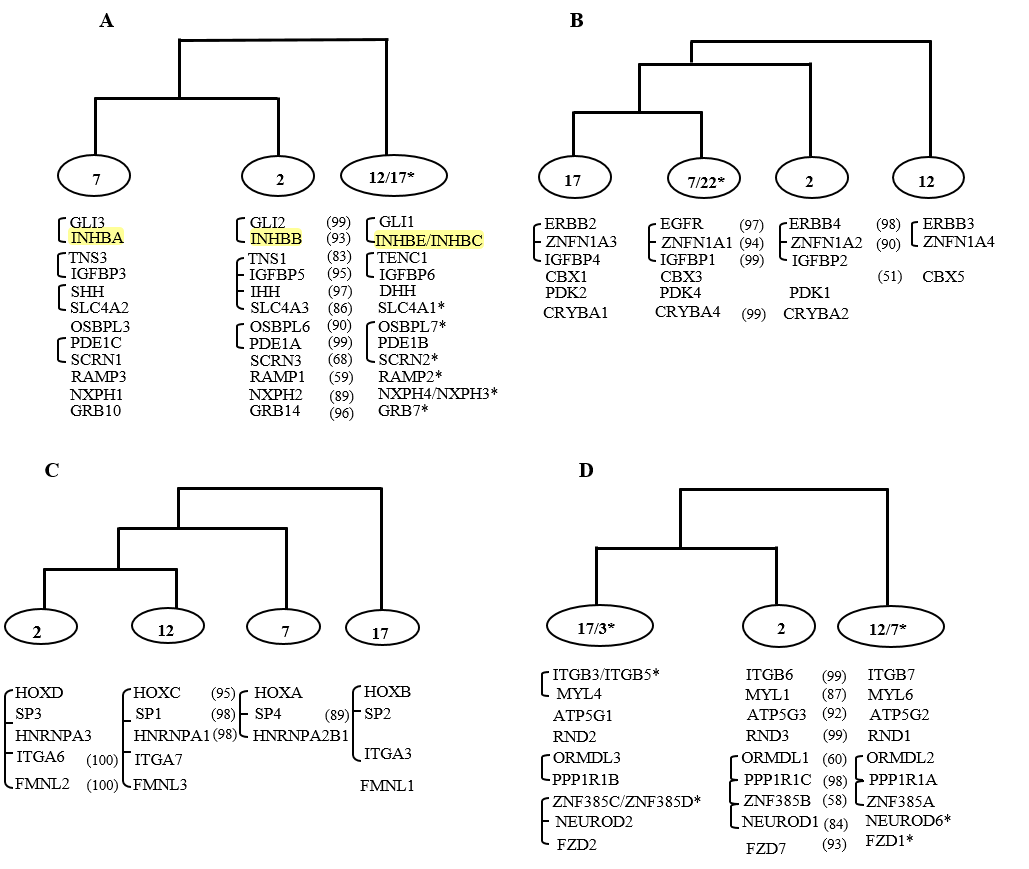 A
7 2 12/17*
GLI3 GLI2 (99) GLI1
INHBA INHBB (93) INHBE/INHBC
TNS3 TNS1 (83) TENC1
IGFBP3 IGFBP5 (95) IGFBP6
SHH IHH (97) DHH
SLC4A2 SLC4A3 (86) SLC4A1*
OSBPL3 OSBPL6 (90) OSBPL7*
PDE1C PDE1A (99) PDE1B
SCRN1 SCRN3 (68) SCRN2*
RAMP3 RAMP1 (59) RAMP2*
NXPH1 NXPH2 (89) NXPH4/NXPH3*
GRB10 GRB14 (96) GRB7*
B
17 7/22* 2 12
ERBB2 EGFR (97) ERBB4 (98) ERBB3
ZNFN1A3 ZNFN1A1 (94) ZNFN1A2 (90) ZNFN1A4
IGFBP4 IGFBP1 (99) IGFBP2
CBX1 CBX3 (51) CBX5
PDK2 PDK4 PDK1
CRYBA1 CRYBA4 (99) CRYBA2
C
2 12 7 17
HOXD HOXC (95) HOXA HOXB
SP3 SP1 (98) SP4 (89) SP2
HNRNPA3 HNRNPA1 (98) HNRNPA2B1
ITGA6 (100) ITGA7 ITGA3
FMNL2 (100) FMNL3 FMNL1
D
17/3* 2 12/7*
ITGB3/ITGB5* ITGB6 (99) ITGB7
MYL4 MYL1 (87) MYL6
ATP5G1 ATP5G3 (92) ATP5G2
RND2 RND3 (99) RND1
ORMDL3 ORMDL1 (60) ORMDL2
PPP1R1B PPP1R1C (98) PPP1R1A
ZNF385C/ZNF385D* ZNF385B (58) ZNF385A
NEUROD2 NEUROD1 (84) NEUROD6*
FZD2 FZD7 (93) FZD1*